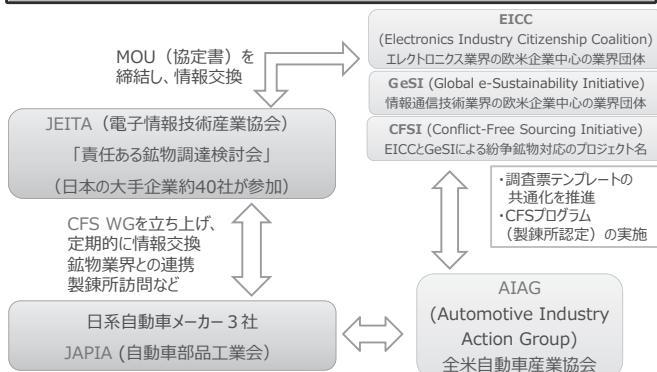 EICC
(Electronics Industry Citizenship Coalition)
エレクトロニクス業界の欧米企業中心の業界団体
GeSI (Global e-Sustainability Initiative)
情報通信技術業界の欧米企業中心の業界団体
CFSI (Conflict-Free Sourcing Initiative)
EICCとGeSIによる紛争鉱物対応のプロジェクト名
MOU（協定書）を
締結し、情報交換
JEITA（電子情報技術産業協会）
「責任ある鉱物調達検討会」
（日本の大手企業約40社が参加）
・調査票テンプレートの
共通化を推進
・CFSプログラム
（製錬所認定）の実施
CFS WGを立ち上げ、
定期的に情報交換
鉱物業界との連携
製錬所訪問など
日系自動車メーカー３社
JAPIA (自動車部品工業会）
AIAG
(Automotive Industry
Action Group)
全米自動車産業協会